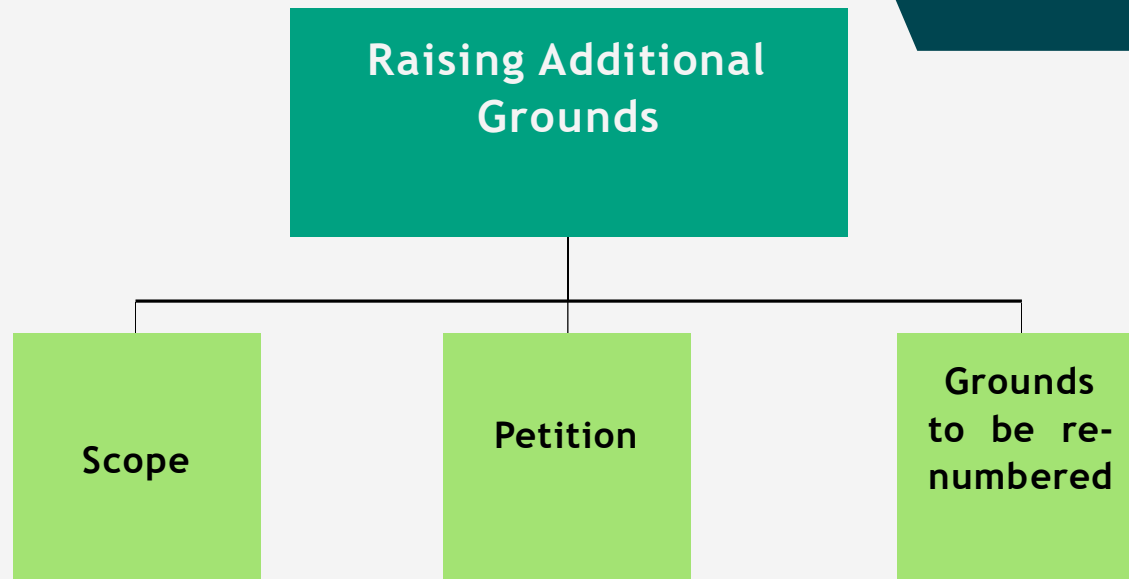 Raising Additional
Grounds
Scope
Petition
Grounds
to be re-
numbered